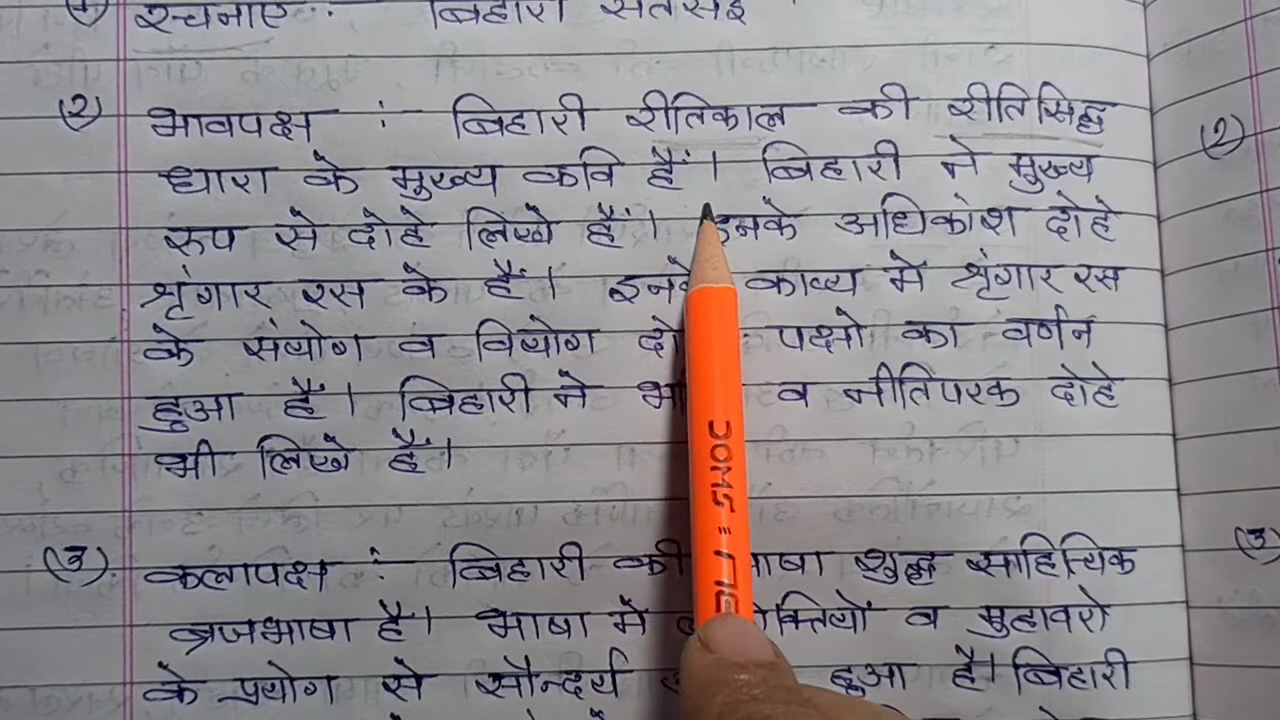 (1) रचनाएं :- बिहारी सतसई
(2) भावपक्ष :- बिहारी रीतिकाल की रीतिसिद्ध
धारा के मुख्य कवि हैं। बिहारी ने मुख्य
रुप से दोहे लिखे हैं। इनके अधिकांश दोहे
श्रृंगार रस के हैं। इनके काव्य में श्रृंगार रस
के संयोग व वियोग पक्षो का वर्णन
हुआ है। बिहारी ने व नीतिपरक दोहे
भी लिखे हैं।
(3) कलापक्ष :- बिहारी की भाषा शुद्ध साहित्यिक
ब्रजभाषा है। भाषा में व मुहावरो
के प्रयोग से सौन्दर्य हुआ है। बिहारी
(2)
(3)
DOMS